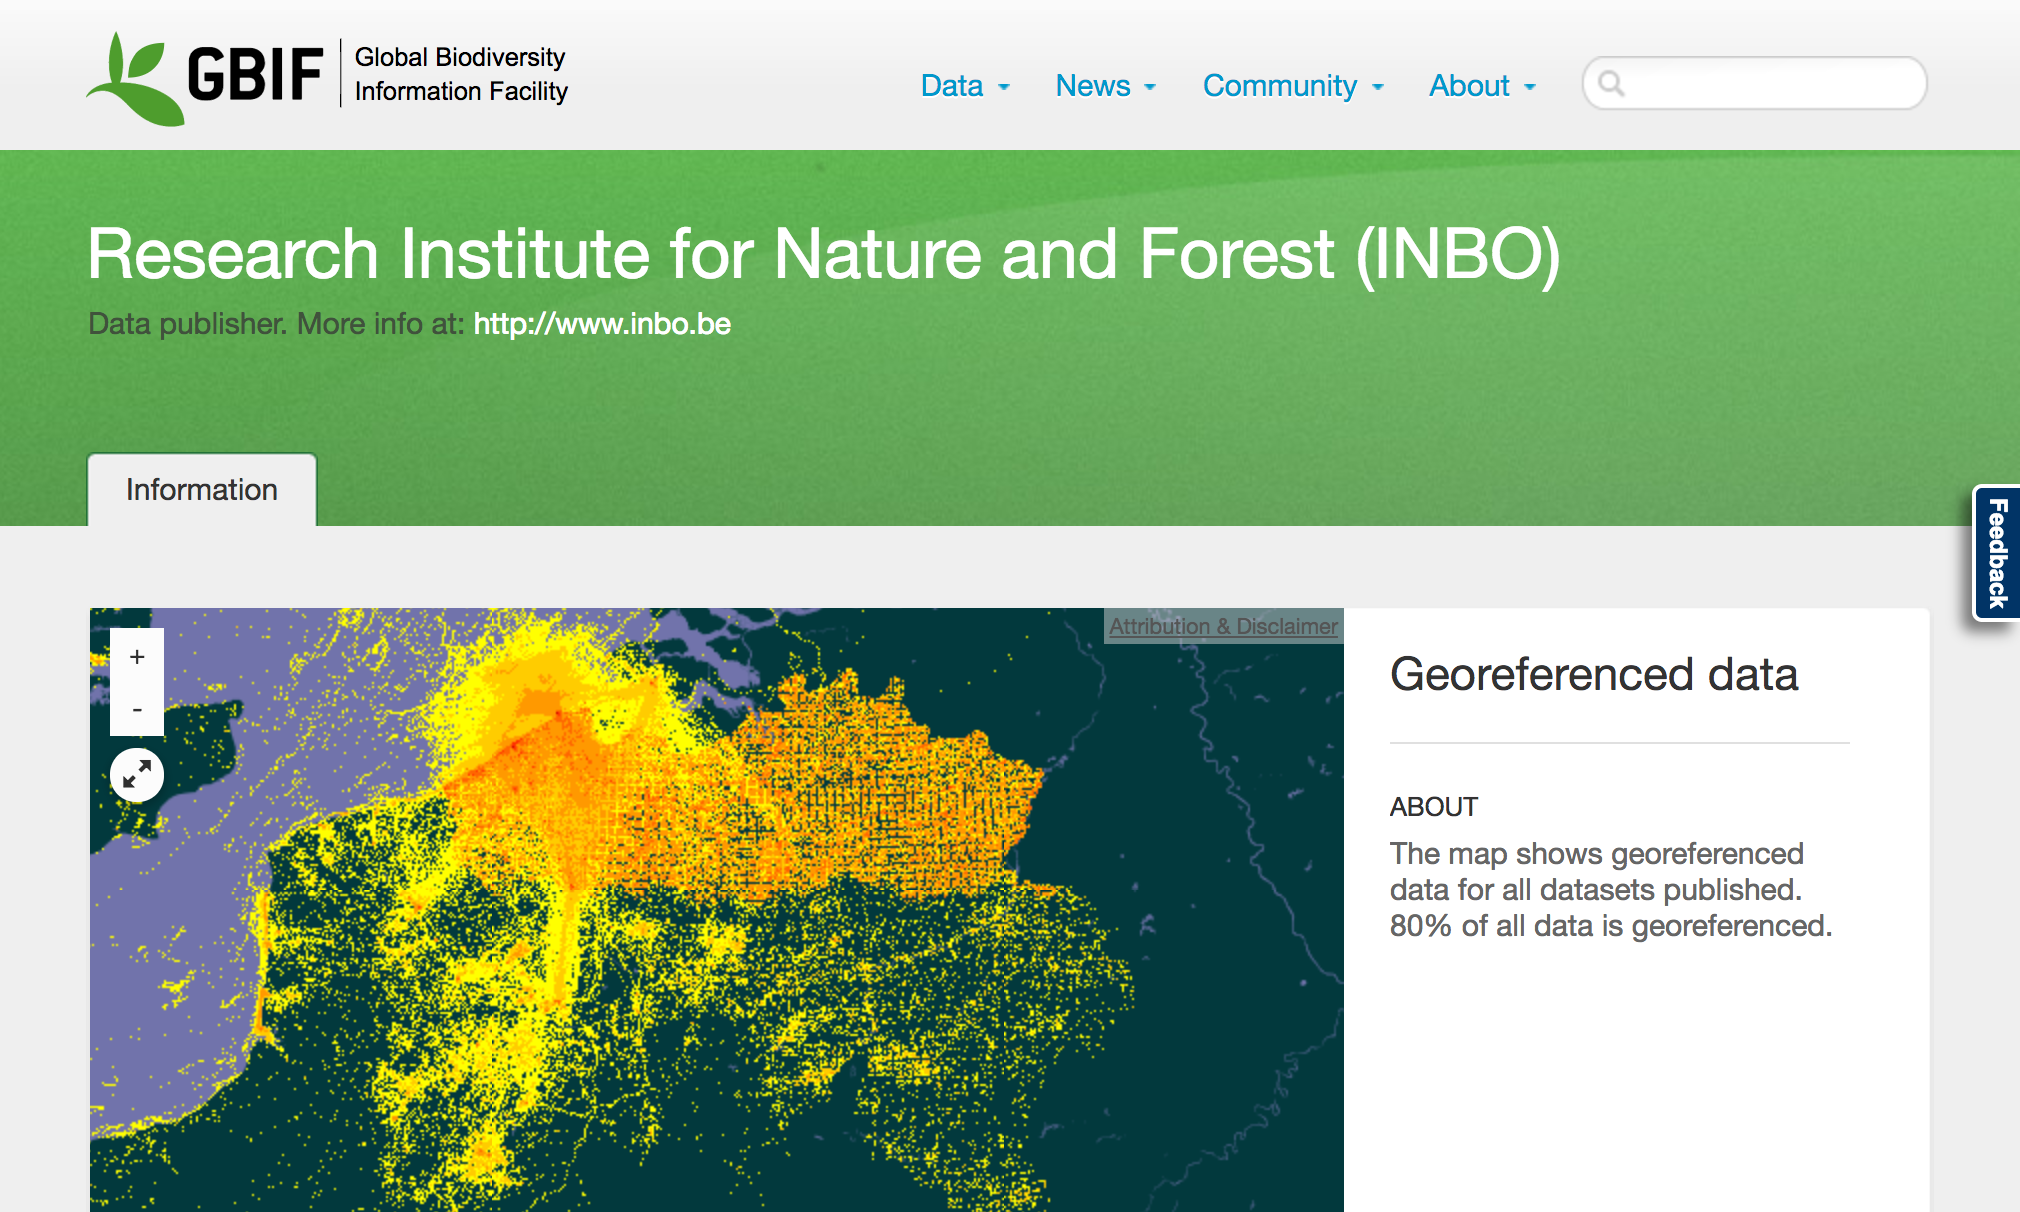 GBIF
Global Biodiversity
Information Facility
Data
News
Community
About
Research Institute for Nature and Forest (INBO)
Data publisher. More info at: http://www.inbo.be
Information
Feedback
+
-
Attribution & Disclaimer
Georeferenced data
ABOUT
The map shows georeferenced
data for all datasets published.
80% of all data is georeferenced.